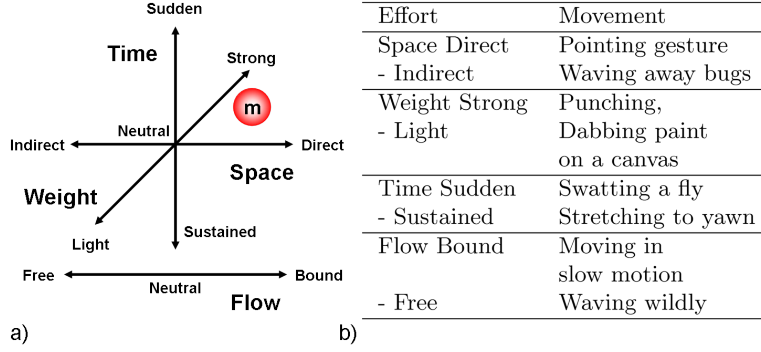 Sudden
Time
Strong
m
Neutral
Indirect
Direct
Space
Weight
Sustained
Light
Free
Bound
Neutral
Flow
a)
Effort Movement
Space Direct Pointing gesture
- Indirect Waving away bugs
Weight Strong Punching,
- Light Dabbing paint
on a canvas
Time Sudden Swatting a fly
- Sustained Stretching to yawn
Flow Bound Moving in
slow motion
- Free Waving wildly
b)